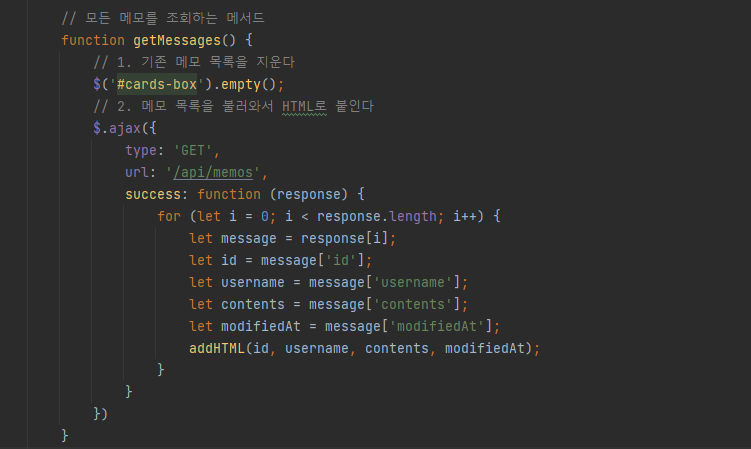 // 모든 메모를 조회하는 메서드
function getMessages() {
// 1. 기존 메모 목록을 지운다
$('#cards-box').empty();
// 2. 메모 목록을 불러와서 HTML로 붙인다
$.ajax({
type: 'GET',
url: '/api/memos',
success: function (response) {
for (let i = 0; i < response.length; i++) {
let message = response[i];
let id = message['id'];
let username = message['username'];
let contents = message['contents'];
let modifiedAt = message['modifiedAt'];
addHTML(id, username, contents, modifiedAt);
}
}
})
}